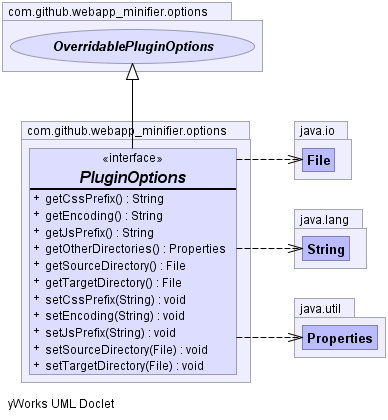 com.github.webapp_minifier.options
OverridablePluginOptions
com.github.webapp_minifier.options
«interface»
PluginOptions
+ getCssPrefix() : String
+ getEncoding() : String
+ getJsPrefix() : String
+ getOtherDirectories() : Properties
+ getSourceDirectory() : File
+ getTargetDirectory() : File
+ setCssPrefix(String) : void
+ setEncoding(String) : void
+ setJsPrefix(String) : void
+ setSourceDirectory(File) : void
+ setTargetDirectory(File) : void
java.io
File
java.lang
String
java.util
Properties
yWorks UML Doclet